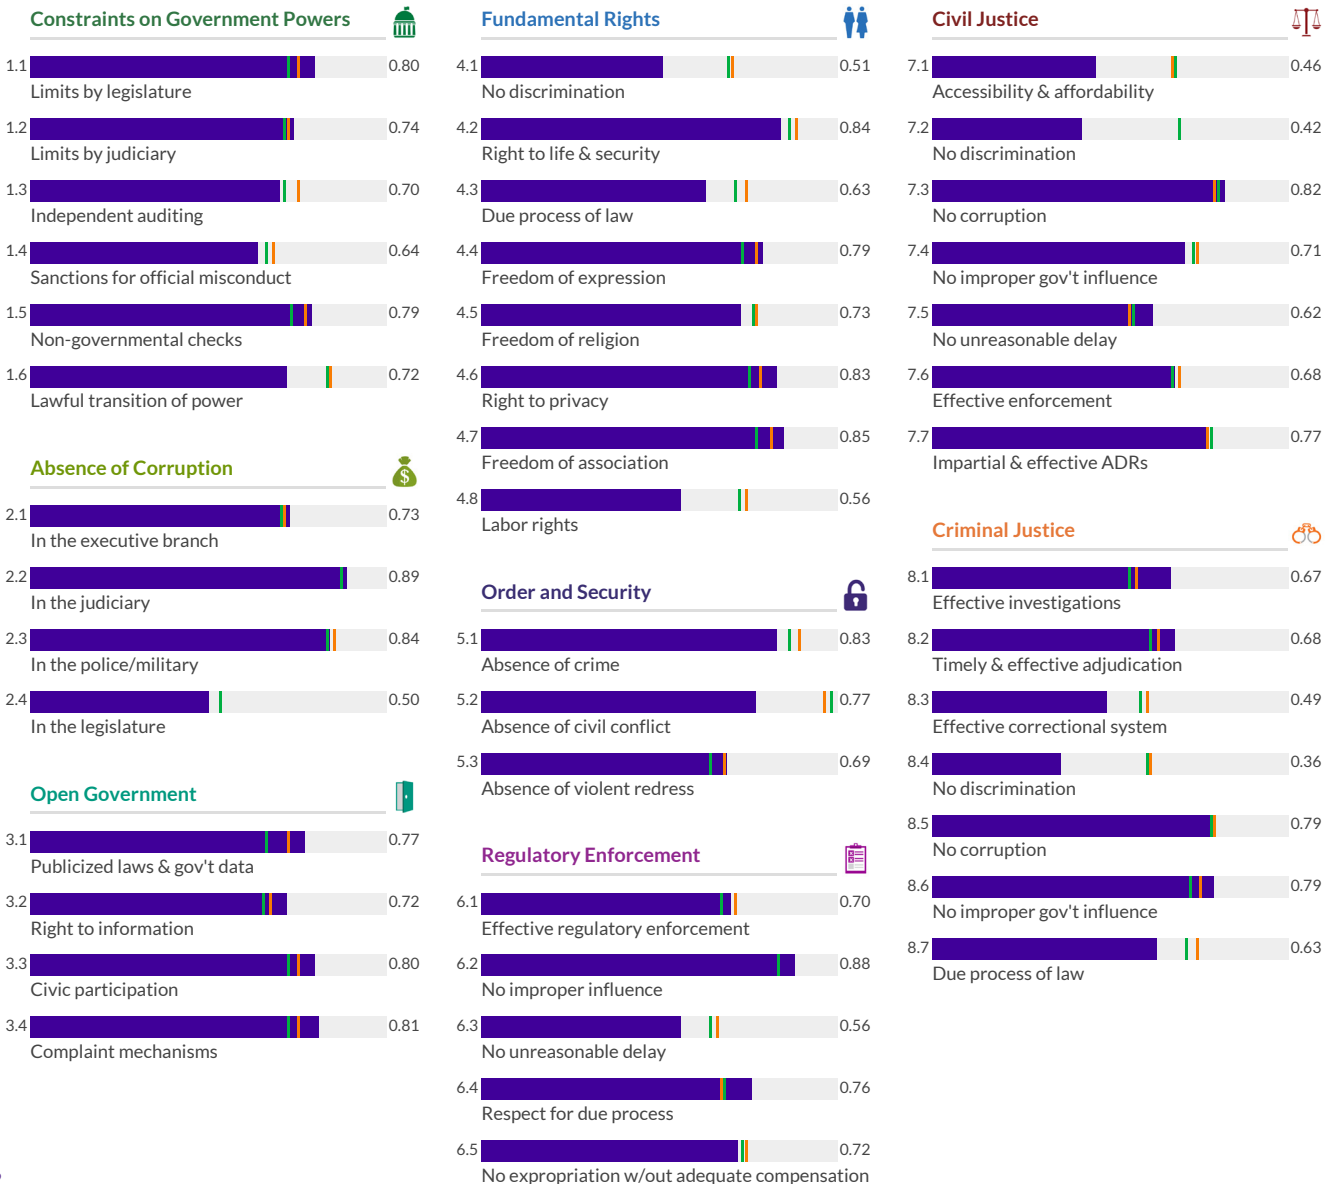 Constraints on Government Powers
1.1 0.80
Limits by legislature
1.2 0.74
Limits by judiciary
1.3 0.70
Independent auditing
1.4 0.64
Sanctions for official misconduct
1.5 0.79
Non-governmental checks
1.6 0.72
Lawful transition of power
Absence of Corruption
$
2.1 0.73
In the executive branch
2.2 0.89
In the judiciary
2.3 0.84
In the police/military
2.4 0.50
In the legislature
Open Government
3.1 0.77
Publicized laws & gov't data
3.2 0.72
Right to information
3.3 0.80
Civic participation
3.4 0.81
Complaint mechanisms
Fundamental Rights
4.1 0.51
No discrimination
4.2 0.84
Right to life & security
4.3 0.63
Due process of law
4.4 0.79
Freedom of expression
4.5 0.73
Freedom of religion
4.6 0.83
Right to privacy
4.7 0.85
Freedom of association
4.8 0.56
Labor rights
Order and Security
5.1 0.83
Absence of crime
5.2 0.77
Absence of civil conflict
5.3 0.69
Absence of violent redress
Regulatory Enforcement
6.1 0.70
Effective regulatory enforcement
6.2 0.88
No improper influence
6.3 0.56
No unreasonable delay
6.4 0.76
Respect for due process
6.5 0.72
No expropriation w/out adequate compensation
Civil Justice
7.1 0.46
Accessibility & affordability
7.2 0.42
No discrimination
7.3 0.82
No corruption
7.4 0.71
No improper gov't influence
7.5 0.62
No unreasonable delay
7.6 0.68
Effective enforcement
7.7 0.77
Impartial & effective ADRs
Criminal Justice
8.1 0.67
Effective investigations
8.2 0.68
Timely & effective adjudication
8.3 0.49
Effective correctional system
8.4 0.36
No discrimination
8.5 0.79
No corruption
8.6 0.79
No improper gov't influence
8.7 0.63
Due process of law